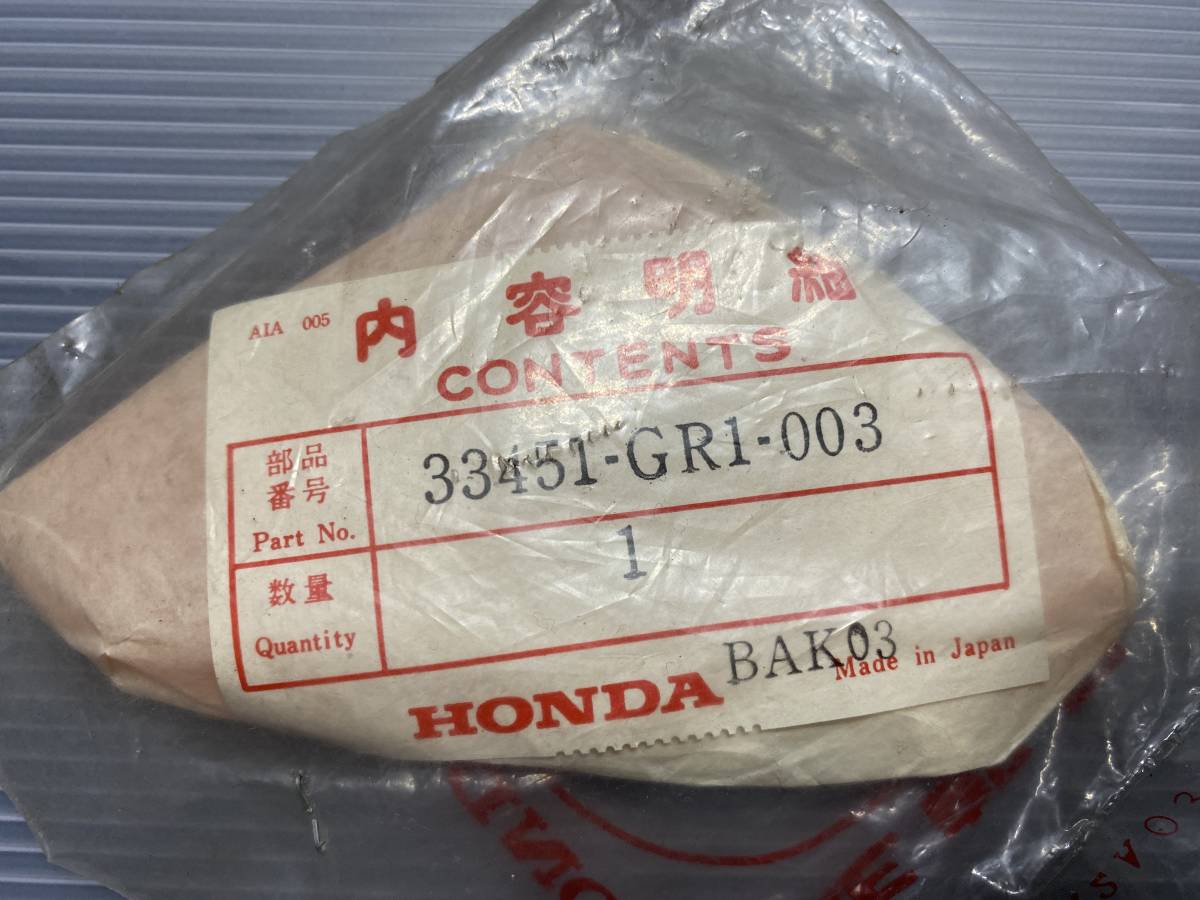 AIA 005
内容明細
CONTENTS
部品
番号
Part No.
33451-GR1-003
数量
Quantity
1
BAK03
HONDA
Made in Japan